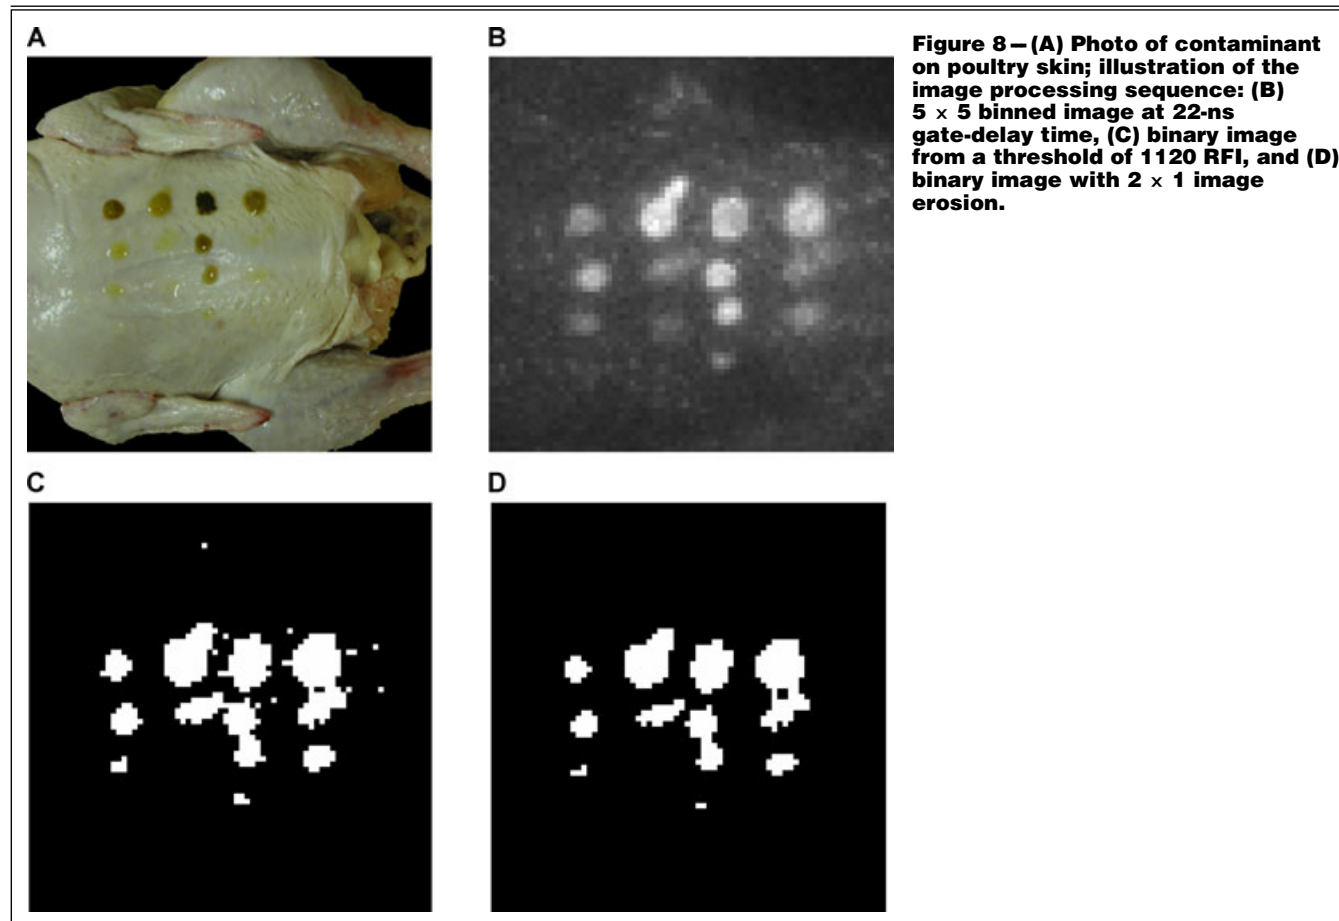 A
B
Figure 8—(A) Photo of contaminant
on poultry skin; illustration of the
image processing sequence: (B)
5 × 5 binned image at 22-ns
gate-delay time, (C) binary image
from a threshold of 1120 RFI, and (D)
binary image with 2 × 1 image
erosion.
C
D